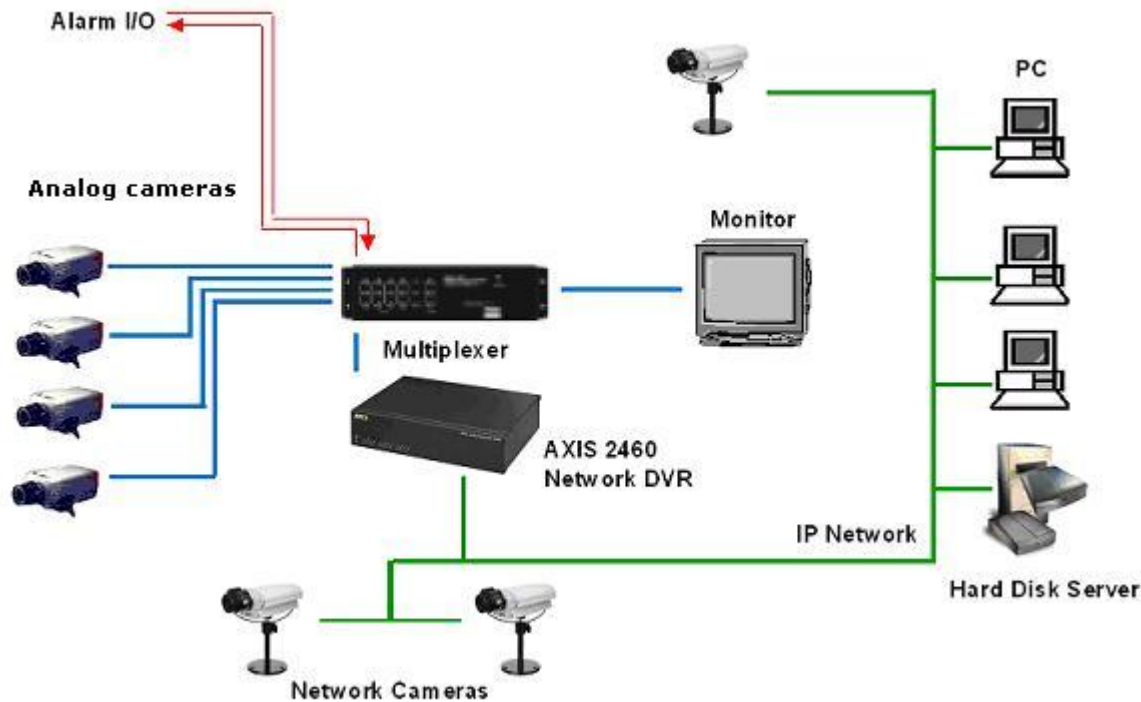 Alarm I/O
PC
Analog cameras
Monitor
Multiplexer
AXIS 2460
Network DVR
IP Network
Hard Disk Server
Network Cameras